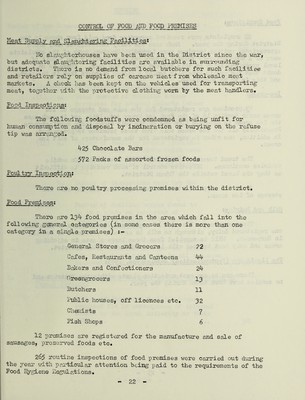 CONTROL OF FOOD AND FOOD PREMISES
Meat Supply and Slaughtering Facilities:
No slaughterhouses have been used in the District since the war,
but adequate slaughtering facilities are available in surrounding
districts. There is no demand from local butchers for such facilities
and retailers rely on supplies of carcase meat from wholesale meat
markets. A check has been kept on the vehicles used for transporting
meat, together with the protective clothing worn by the meat handlers.
Food Inspections:
The following foodstuffs were condemned as being unfit for
human consumption and disposal by incineration or burying on the refuse
tip was arranged.
425 Chocolate Bars
572 Packs of assorted frozen foods
Poultry Inspection:
There are no poultry processing premises within the district.
Food Premises:
There are 134 food premises in the area which fall into the
following general categories (in some cases there is more than one
category in a single premises) :-
General Stores and Grocers 72
Cafes, Restaurants and Canteens 44
Bakers and Confectioners 24
Greengrocers 13
Butchers 11
Public houses, off licences etc. 32
Chemists 7
Fish Shops 6
12 premises are registered for the manufacture and sale of
sausages, preserved foods etc.
265 routine inspections of food premises were carried out during
the year with particular attention being paid to the requirements of the
Food Hygiene Regulations.
- 22 -